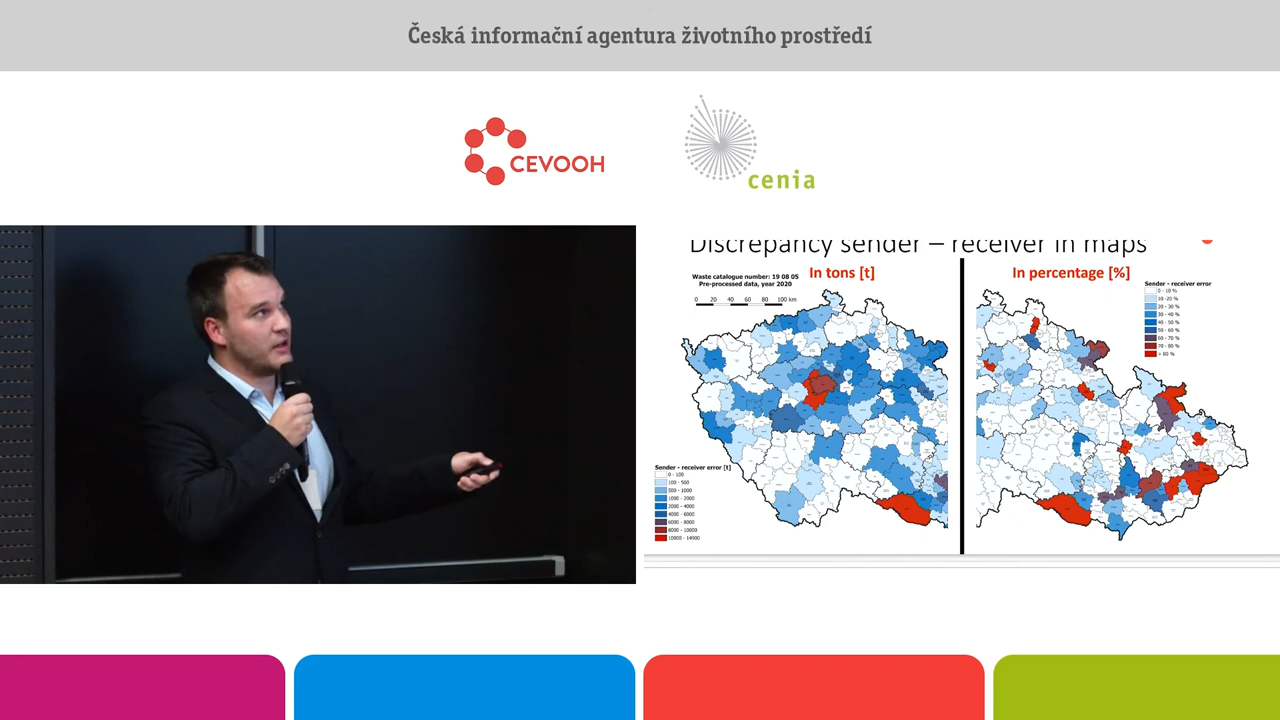 Česká informační agentura životního prostředí
CEVOOH
cenia
Discrepancy sender – receiver in maps
Waste catalogue number: 19 08 05
Pre-processed data, year 2020
In tons [t]
0 20 40 60 80 100 km
Sender - receiver error [t]
0 - 100
100 - 500
500 - 1000
1000 - 2000
2000 - 4000
4000 - 6000
6000 - 8000
8000 - 10000
10000 - 14900
In percentage [%]
Sender - receiver error
0 - 10 %
10 -20 %
20 - 30 %
30 - 40 %
40 - 50 %
50 - 60 %
60 - 70 %
70 - 80 %
> 80 %